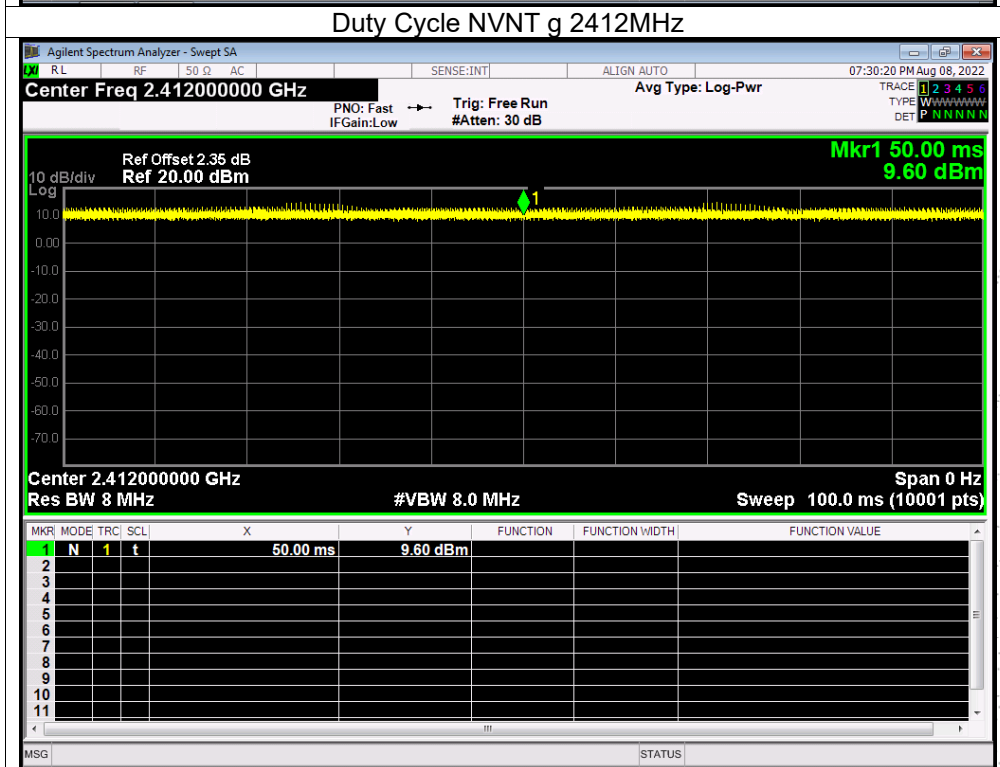 Duty Cycle NVNT g 2412MHz
Agilent Spectrum Analyzer - Swept SA
LXI RL RF 50 Ω AC SENSE:INT ALIGN AUTO 07:30:20 PM Aug 08, 2022
Center Freq 2.412000000 GHz
PNO: Fast
IFGain:Low
Trig: Free Run
#Atten: 30 dB
Avg Type: Log-Pwr
TRACE 1 2 3 4 5 6
TYPE WWWWWWW
DET P N N N N N
Mkr1 50.00 ms
9.60 dBm
Ref Offset 2.35 dB
10 dB/div Ref 20.00 dBm
Log
1
10.0
0.00
-10.0
-20.0
-30.0
-40.0
-50.0
-60.0
-70.0
Center 2.412000000 GHz Span 0 Hz
Res BW 8 MHz #VBW 8.0 MHz Sweep 100.0 ms (10001 pts)
MKR MODE TRC SCL X Y FUNCTION FUNCTION WIDTH FUNCTION VALUE
1 N 1 t 50.00 ms 9.60 dBm
2
3
4
5
6
7
8
9
10
11
MSG STATUS